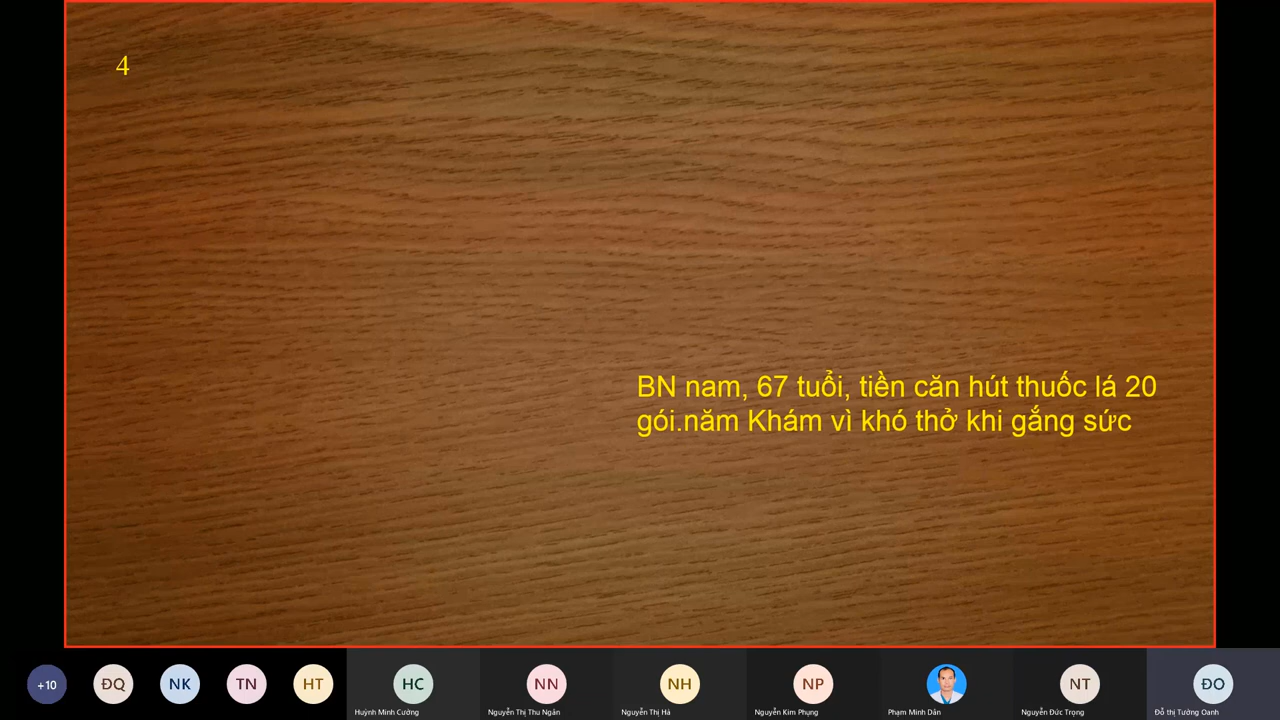 4
BN nam, 67 tuổi, tiền căn hút thuốc lá 20
gói.năm Khám vì khó thở khi gắng sức
+10
ĐQ
NK
TN
HT
HC
NN
NH
NP
NT
ĐO
Huỳnh Minh Cường
Nguyễn Thị Thu Ngân
Nguyễn Thị Hà
Nguyễn Kim Phụng
Phạm Minh Dân
Nguyễn Đức Trọng
Đỗ thị Tường Oanh